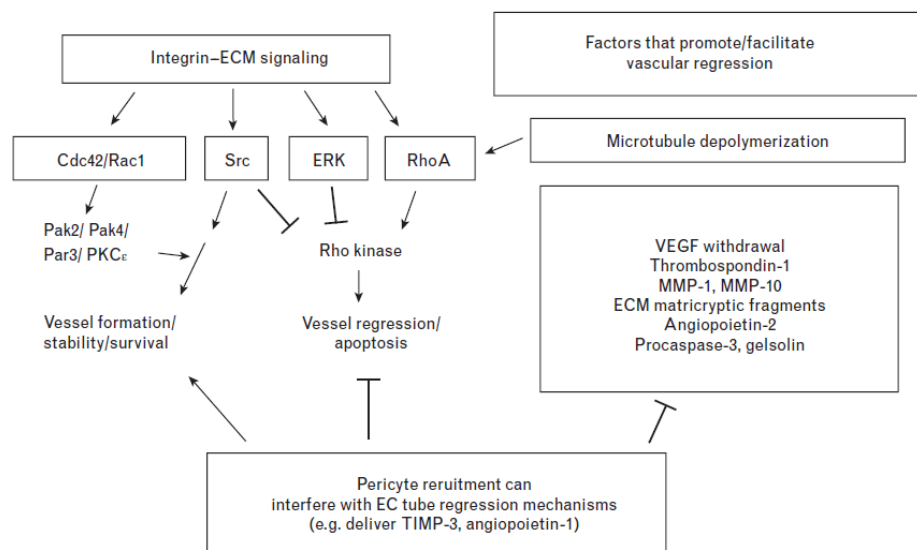 Integrin–ECM signaling
Factors that promote/facilitate
vascular regression
Cdc42/Rac1
Src
ERK
RhoA
Microtubule depolymerization
Pak2/ Pak4/
Par3/ PKCε
Rho kinase
Vessel formation/
stability/survival
Vessel regression/
apoptosis
VEGF withdrawal
Thrombospondin-1
MMP-1, MMP-10
ECM matricryptic fragments
Angiopoietin-2
Procaspase-3, gelsolin
Pericyte reruitment can
interfere with EC tube regression mechanisms
(e.g. deliver TIMP-3, angiopoietin-1)